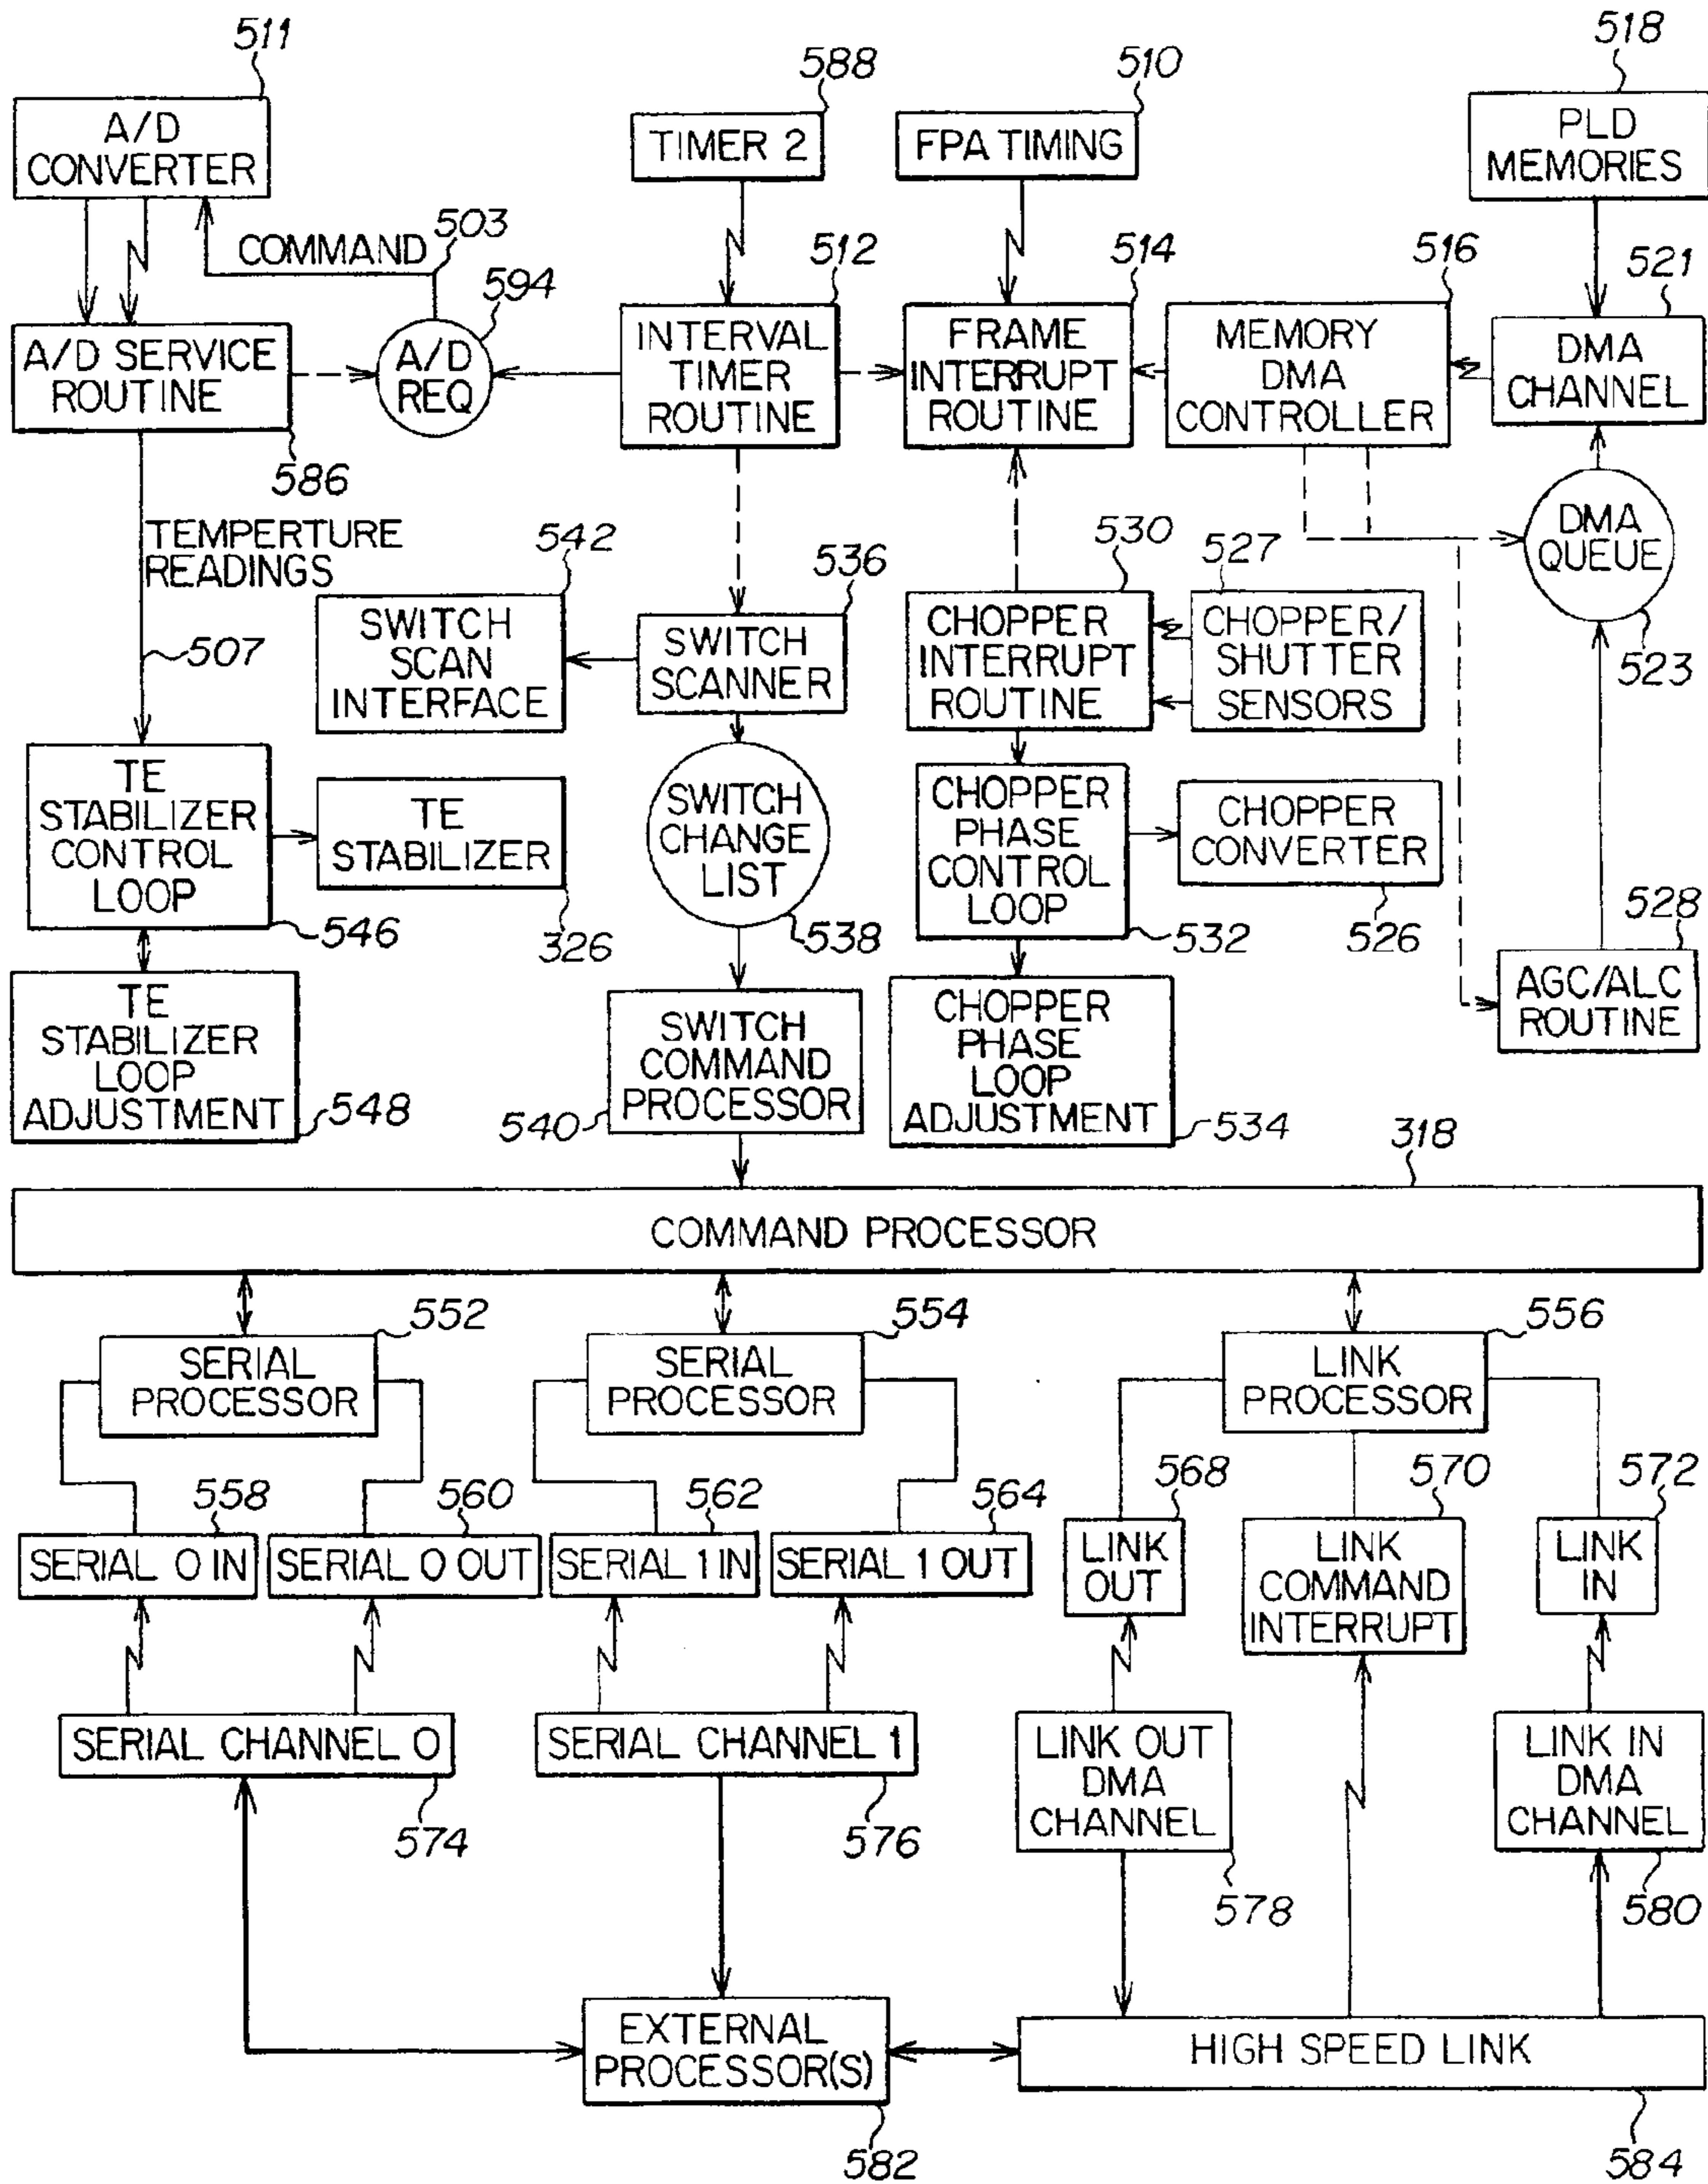 511
588
510
518
A/D
CONVERTER
TIMER 2
FPA TIMING
PLD
MEMORIES
COMMAND
503
594
512
514
516
521
A/D SERVICE
ROUTINE
A/D
REQ
INTERVAL
TIMER
ROUTINE
FRAME
INTERRUPT
ROUTINE
MEMORY
DMA
CONTROLLER
DMA
CHANNEL
586
TEMPERTURE
READINGS
507
542
536
530
527
DMA
QUEUE
523
SWITCH
SCAN
INTERFACE
SWITCH
SCANNER
CHOPPER
INTERRUPT
ROUTINE
CHOPPER/
SHUTTER
SENSORS
TE
STABILIZER
CONTROL
LOOP
546
TE
STABILIZER
326
SWITCH
CHANGE
LIST
538
CHOPPER
PHASE
CONTROL
LOOP
532
CHOPPER
CONVERTER
526
528
AGC/ALC
ROUTINE
TE
STABILIZER
LOOP
ADJUSTMENT
548
SWITCH
COMMAND
PROCESSOR
540
CHOPPER
PHASE
LOOP
ADJUSTMENT
534
318
COMMAND PROCESSOR
552
554
556
SERIAL
PROCESSOR
SERIAL
PROCESSOR
LINK
PROCESSOR
558
560
562
564
568
570
572
SERIAL 0 IN
SERIAL 0 OUT
SERIAL 1 IN
SERIAL 1 OUT
LINK
OUT
LINK
COMMAND
INTERRUPT
LINK
IN
SERIAL CHANNEL 0
574
SERIAL CHANNEL 1
576
LINK OUT
DMA
CHANNEL
578
LINK IN
DMA
CHANNEL
580
EXTERNAL
PROCESSOR(S)
582
HIGH SPEED LINK
584